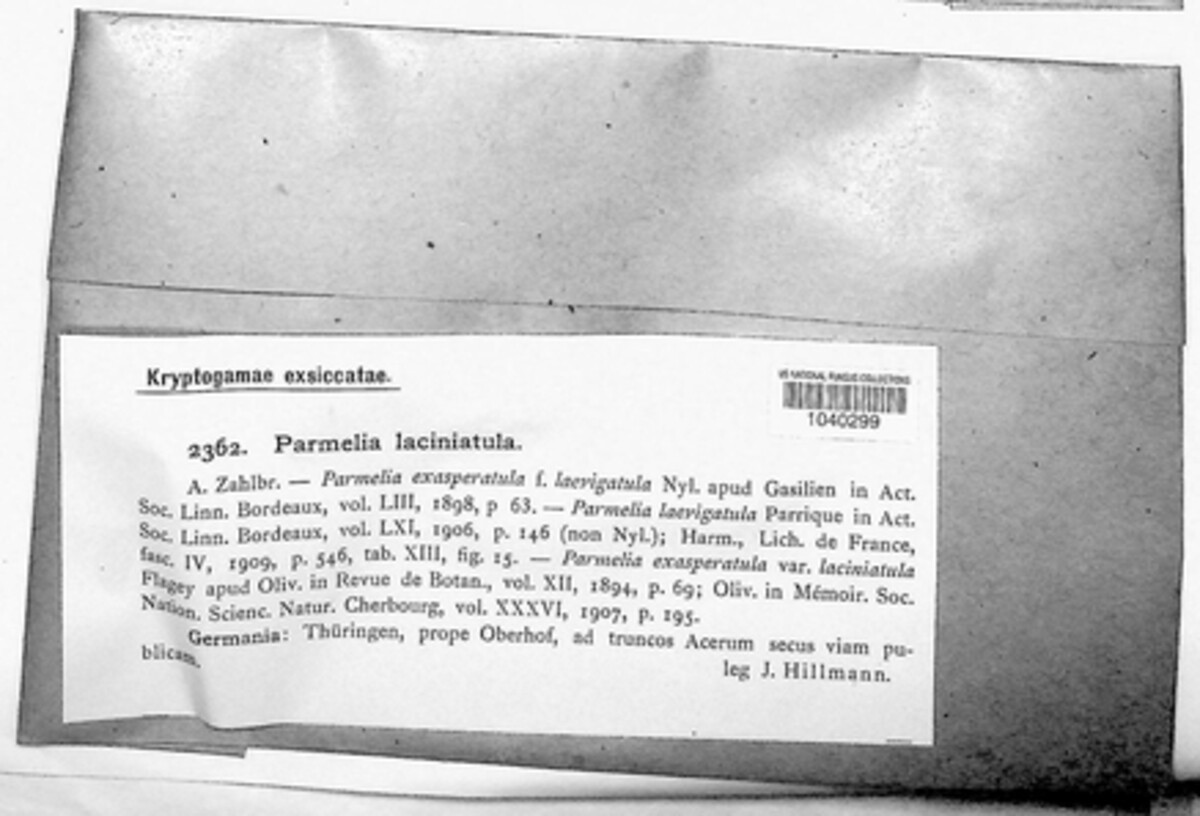 Kryptogamae exsiccatae.
US NATIONAL FUNGUS COLLECTIONS
1040299
2362. Parmelia laciniatula.
A. Zahlbr. — Parmelia exasperatula f. laevigatula Nyl. apud Gasilien in Act.
Soc. Linn. Bordeaux, vol. LIII, 1898, p 63. — Parmelia laevigatula Parrique in Act.
Soc. Linn. Bordeaux, vol. LXI, 1906, p. 146 (non Nyl.); Harm., Lich. de France,
fasc. IV, 1909, p. 546, tab. XIII, fig. 15. — Parmelia exasperatula var. laciniatula
Flagey apud Oliv. in Revue de Botan., vol. XII, 1894, p. 69; Oliv. in Mémoir. Soc.
Nation. Scienc. Natur. Cherbourg, vol. XXXVI, 1907, p. 195.
Germania: Thüringen, prope Oberhof, ad truncos Acerum secus viam pu-
blicam.
leg J. Hillmann.